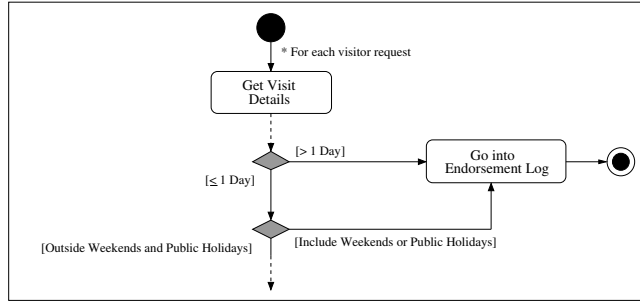 * For each visitor request
Get Visit
Details
[> 1 Day]
Go into
Endorsement Log
[≤ 1 Day]
[Include Weekends or Public Holidays]
[Outside Weekends and Public Holidays]